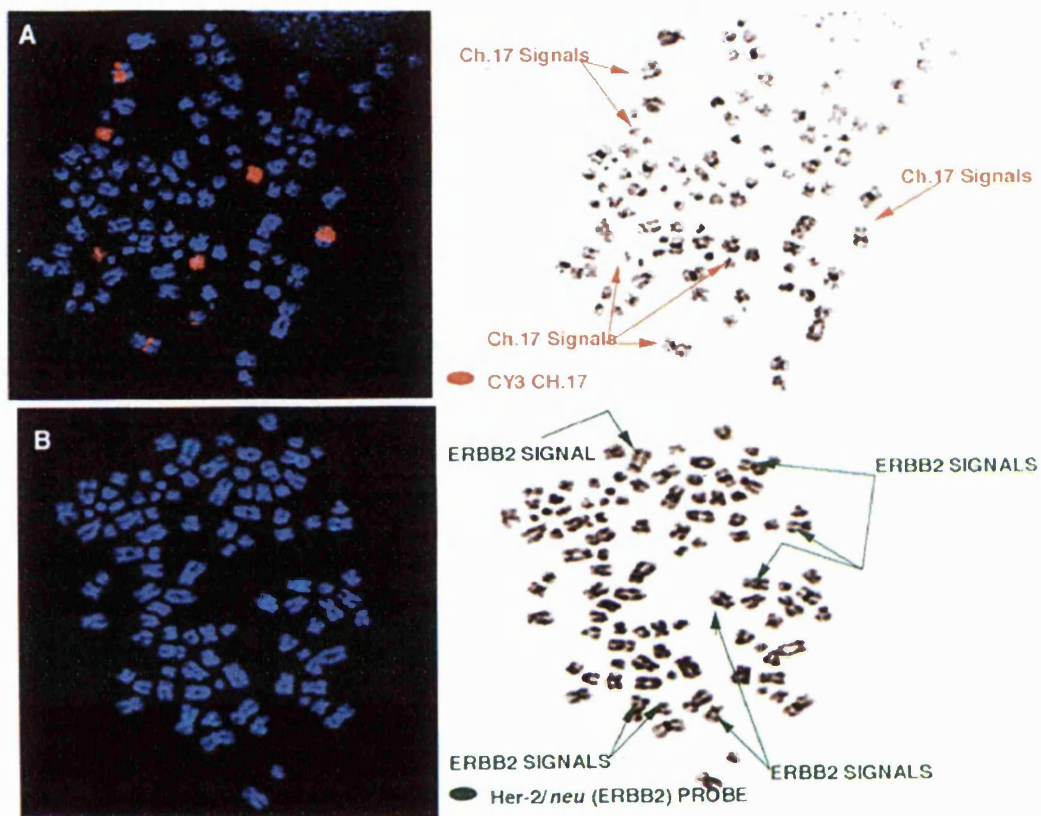 A
Ch.17 Signals
Ch.17 Signals
Ch.17 Signals
CY3 CH.17
B
ERBB2 SIGNAL
ERBB2 SIGNALS
ERBB2 SIGNALS
ERBB2 SIGNALS
Her-2/neu (ERBB2) PROBE